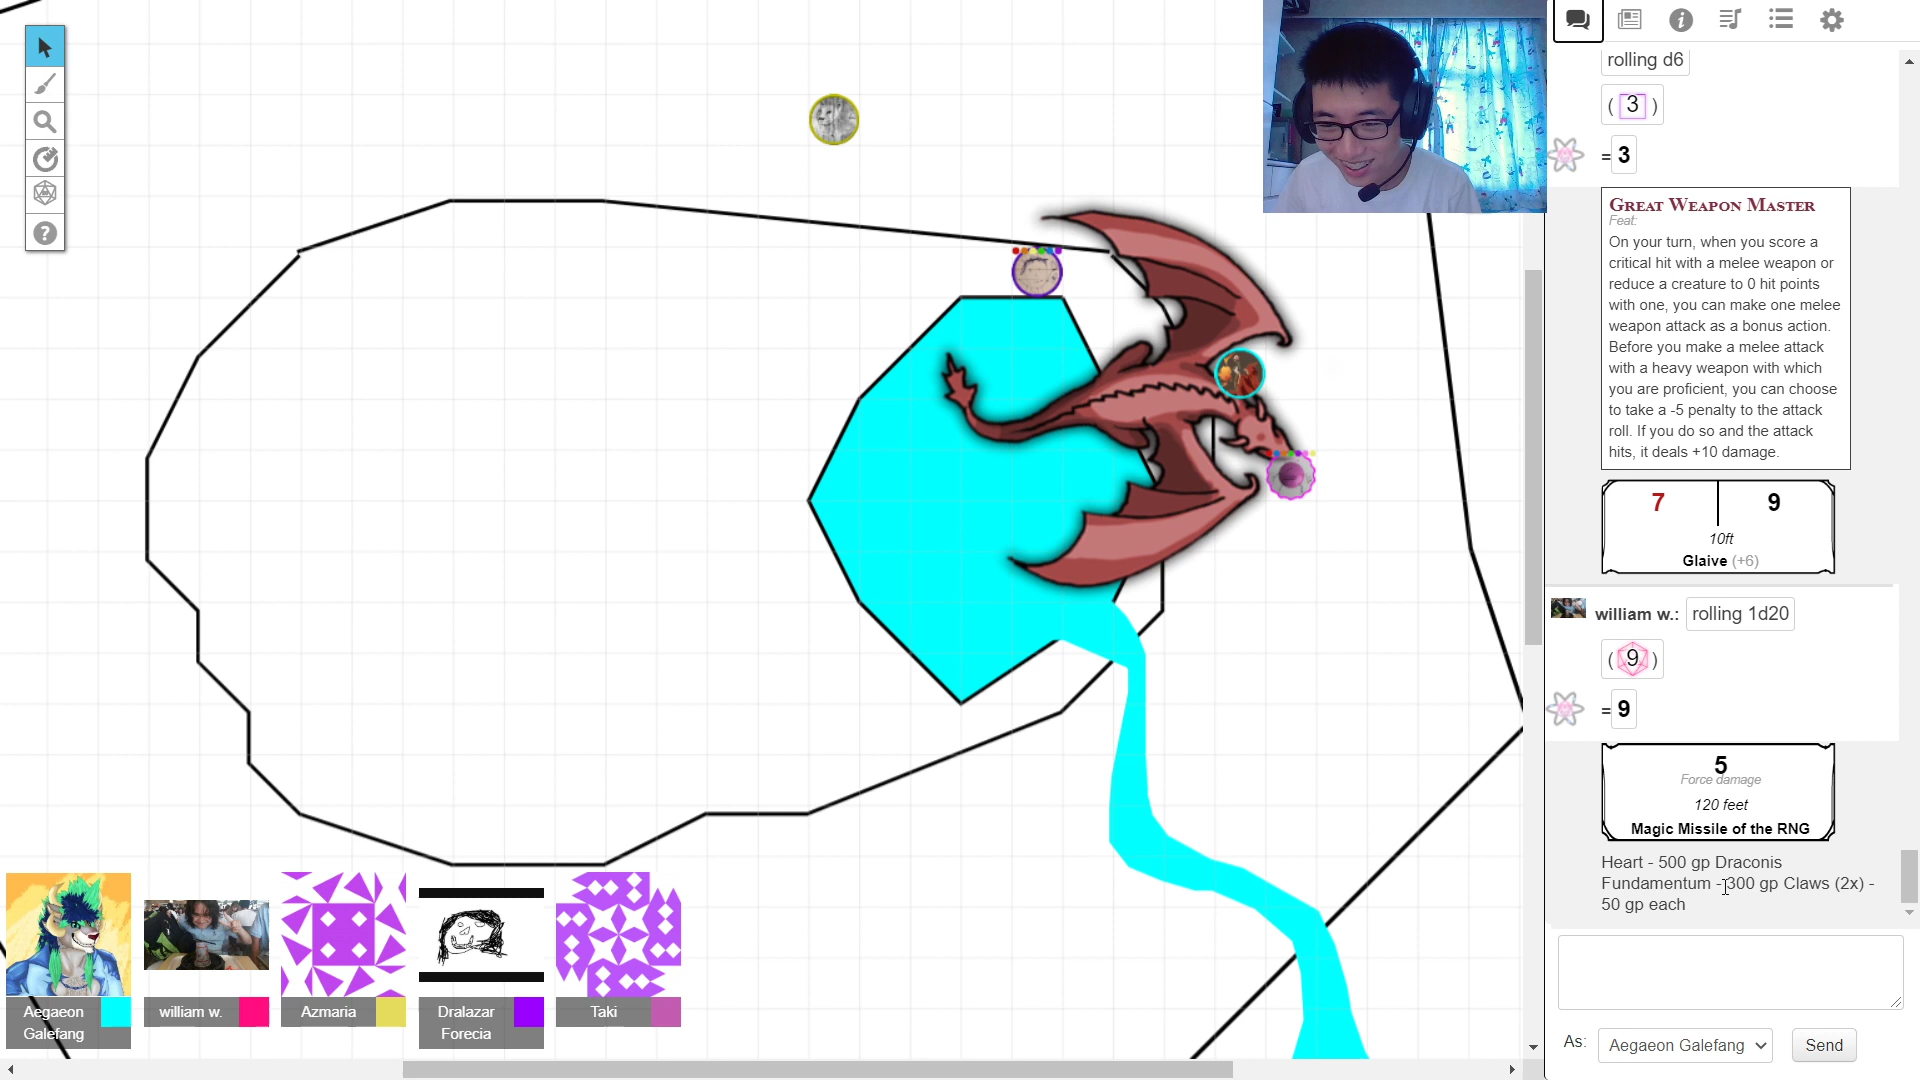 rolling d6
( 3 )
= 3
GREAT WEAPON MASTER
Feat:
On your turn, when you score a
critical hit with a melee weapon or
reduce a creature to 0 hit points
with one, you can make one melee
weapon attack as a bonus action.
Before you make a melee attack
with a heavy weapon with which
you are proficient, you can choose
to take a -5 penalty to the attack
roll. If you do so and the attack
hits, it deals +10 damage.
7 9
10ft
Glaive (+6)
william w.: rolling 1d20
( 9 )
= 9
5
Force damage
120 feet
Magic Missile of the RNG
Heart - 500 gp Draconis
Fundamentum - 300 gp Claws (2x) -
50 gp each
As: Aegaeon Galefang Send
Aegaeon
Galefang
william w.
Azmaria
Dralazar
Forecia
Taki